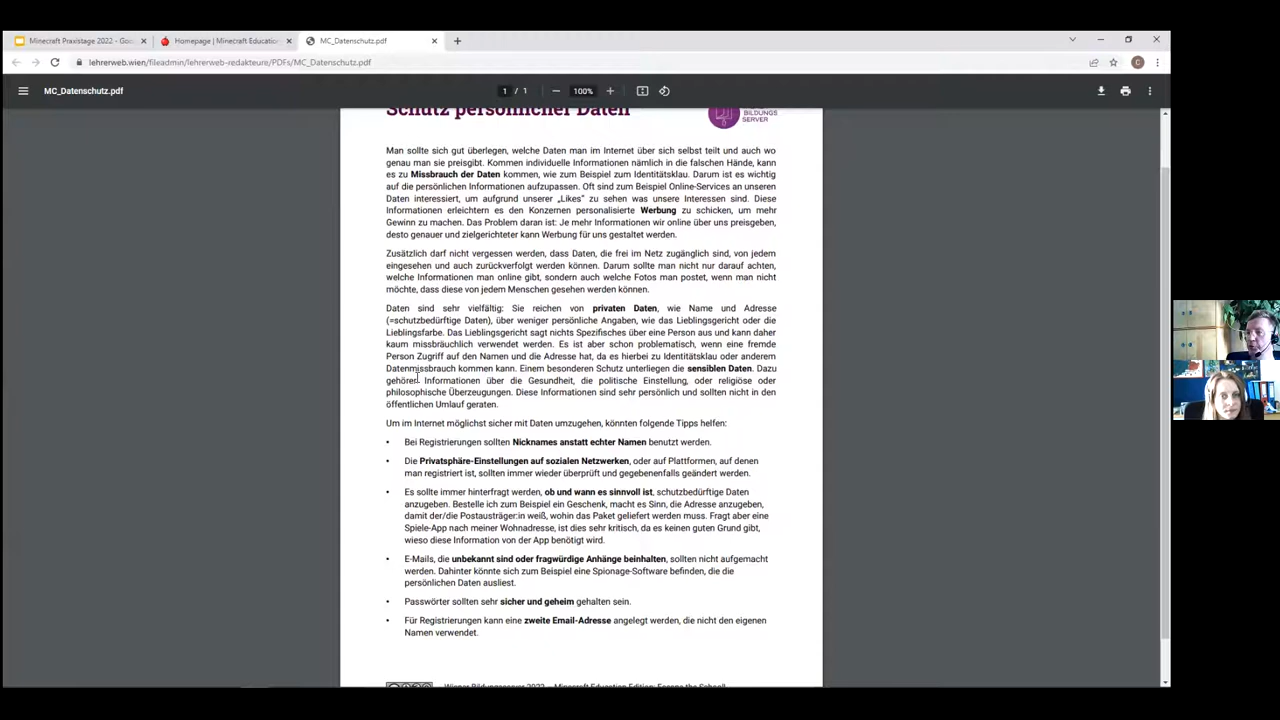 Minecraft Praxistage 2022 - Goo
Homepage | Minecraft Education
MC_Datenschutz.pdf
lehrerweb.wien/fileadmin/lehrerweb-redakteure/PDFs/MC_Datenschutz.pdf
C
MC_Datenschutz.pdf
1 / 1
100%
Schutz persönlicher Daten
BILDUNGS
SERVER
Man sollte sich gut überlegen, welche Daten man im Internet über sich selbst teilt und auch wo
genau man sie preisgibt. Kommen individuelle Informationen nämlich in die falschen Hände, kann
es zu Missbrauch der Daten kommen, wie zum Beispiel zum Identitätsklau. Darum ist es wichtig
auf die persönlichen Informationen aufzupassen. Oft sind zum Beispiel Online-Services an unseren
Daten interessiert, um aufgrund unserer „Likes" zu sehen was unsere Interessen sind. Diese
Informationen erleichtern es den Konzernen personalisierte Werbung zu schicken, um mehr
Gewinn zu machen. Das Problem daran ist: Je mehr Informationen wir online über uns preisgeben,
desto genauer und zielgerichteter kann Werbung für uns gestaltet werden.
Zusätzlich darf nicht vergessen werden, dass Daten, die frei im Netz zugänglich sind, von jedem
eingesehen und auch zurückverfolgt werden können. Darum sollte man nicht nur darauf achten,
welche Informationen man online gibt, sondern auch welche Fotos man postet, wenn man nicht
möchte, dass diese von jedem Menschen gesehen werden können.
Daten sind sehr vielfältig: Sie reichen von privaten Daten, wie Name und Adresse
(=schutzbedürftige Daten), über weniger persönliche Angaben, wie das Lieblingsgericht oder die
Lieblingsfarbe. Das Lieblingsgericht sagt nichts Spezifisches über eine Person aus und kann daher
kaum missbräuchlich verwendet werden. Es ist aber schon problematisch, wenn eine fremde
Person Zugriff auf den Namen und die Adresse hat, da es hierbei zu Identitätsklau oder anderem
Datenmissbrauch kommen kann. Einem besonderen Schutz unterliegen die sensiblen Daten. Dazu
gehören Informationen über die Gesundheit, die politische Einstellung, oder religiöse oder
philosophische Überzeugungen. Diese Informationen sind sehr persönlich und sollten nicht in den
öffentlichen Umlauf geraten.
Um im Internet möglichst sicher mit Daten umzugehen, könnten folgende Tipps helfen:
• Bei Registrierungen sollten Nicknames anstatt echter Namen benutzt werden.
• Die Privatsphäre-Einstellungen auf sozialen Netzwerken, oder auf Plattformen, auf denen
man registriert ist, sollten immer wieder überprüft und gegebenenfalls geändert werden.
• Es sollte immer hinterfragt werden, ob und wann es sinnvoll ist, schutzbedürftige Daten
anzugeben. Bestelle ich zum Beispiel ein Geschenk, macht es Sinn, die Adresse anzugeben,
damit der/die Postausträger:in weiß, wohin das Paket geliefert werden muss. Fragt aber eine
Spiele-App nach meiner Wohnadresse, ist dies sehr kritisch, da es keinen guten Grund gibt,
wieso diese Information von der App benötigt wird.
• E-Mails, die unbekannt sind oder fragwürdige Anhänge beinhalten, sollten nicht aufgemacht
werden. Dahinter könnte sich zum Beispiel eine Spionage-Software befinden, die die
persönlichen Daten ausliest.
• Passwörter sollten sehr sicher und geheim gehalten sein.
• Für Registrierungen kann eine zweite Email-Adresse angelegt werden, die nicht den eigenen
Namen verwendet.
Wiener Bildungsserver 2022 – Minecraft Education Edition: Escape the School!